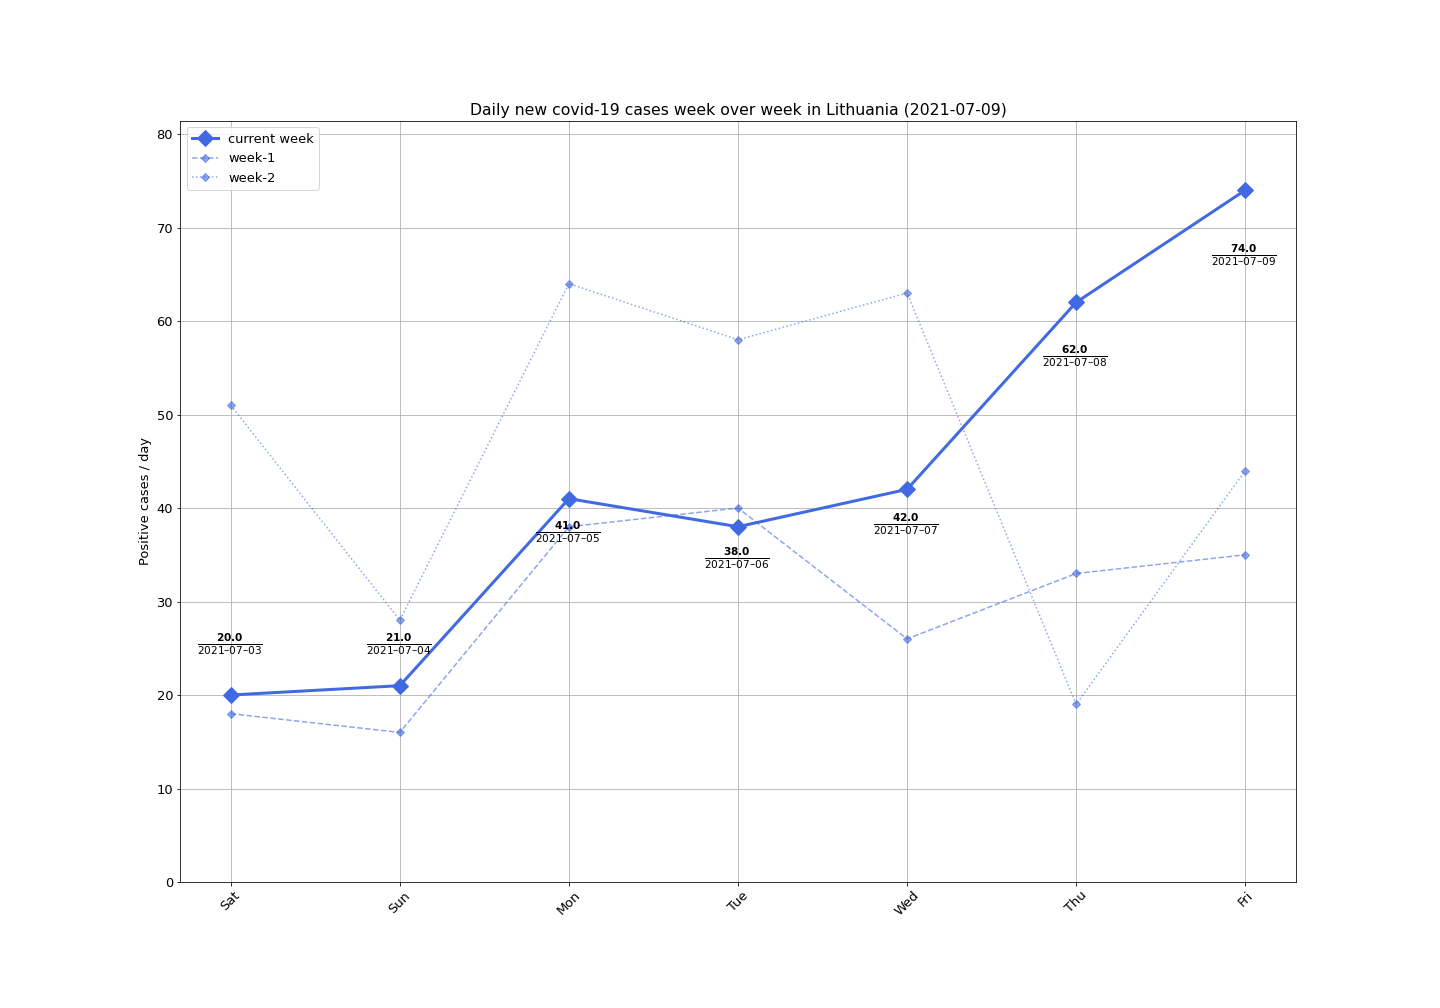 Daily new covid-19 cases week over week in Lithuania (2021-07-09)
current week
week-1
week-2
Positive cases / day
80
70
60
50
40
30
20
10
0
20.0
2021–07–03
21.0
2021–07–04
41.0
2021–07–05
38.0
2021–07–06
42.0
2021–07–07
62.0
2021–07–08
74.0
2021–07–09
Sat
Sun
Mon
Tue
Wed
Thu
Fri